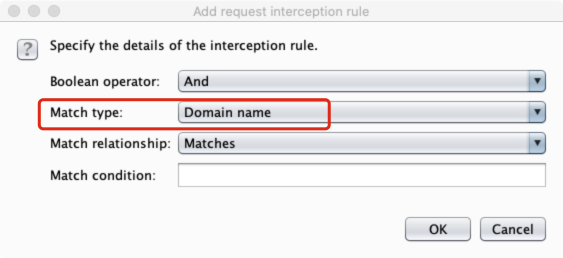 Add request interception rule
? Specify the details of the interception rule.
Boolean operator: And
Match type: Domain name
Match relationship: Matches
Match condition:
OK Cancel